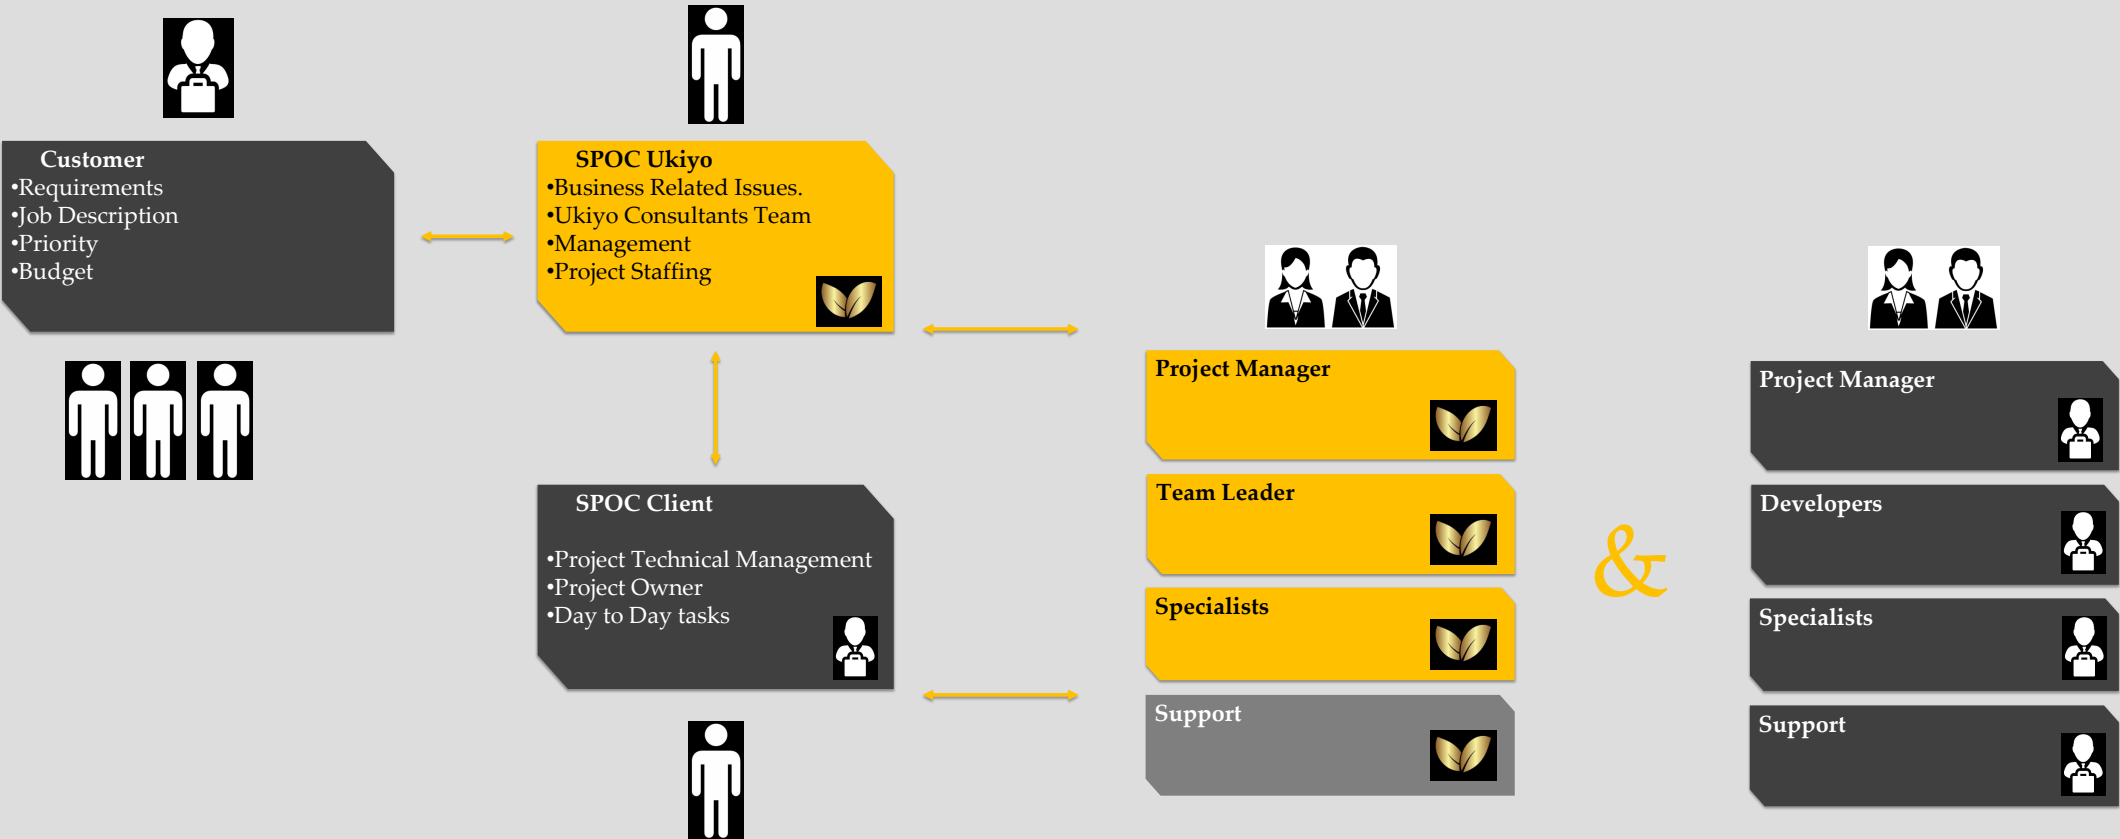 Customer
•Requirements
•Job Description
•Priority
•Budget
SPOC Ukiyo
•Business Related Issues.
•Ukiyo Consultants Team
•Management
•Project Staffing
SPOC Client
•Project Technical Management
•Project Owner
•Day to Day tasks
Project Manager
Team Leader
Specialists
Support
&
Project Manager
Developers
Specialists
Support